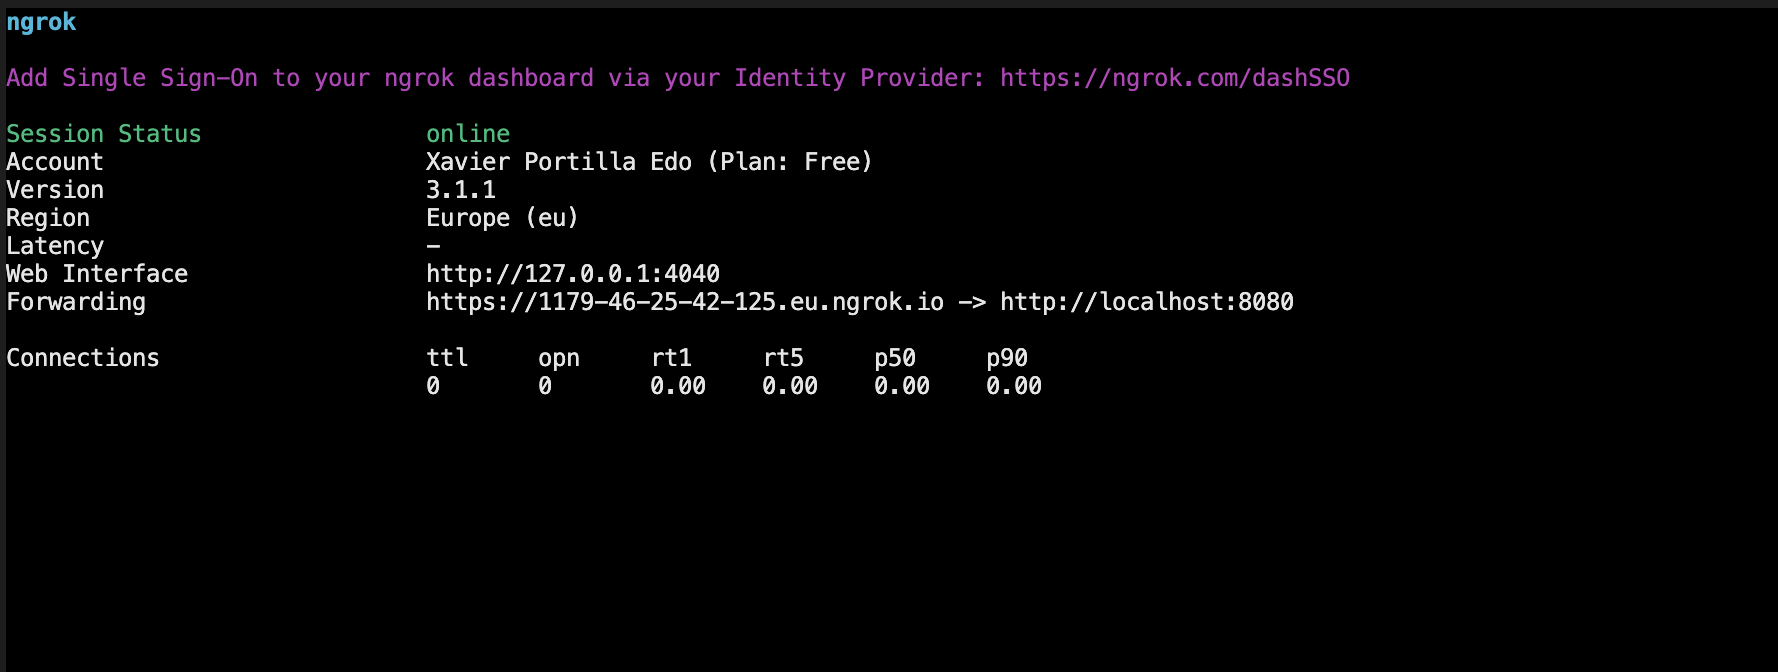 ngrok
Add Single Sign-On to your ngrok dashboard via your Identity Provider: https://ngrok.com/dashSSO
Session Status online
Account Xavier Portilla Edo (Plan: Free)
Version 3.1.1
Region Europe (eu)
Latency -
Web Interface http://127.0.0.1:4040
Forwarding https://1179-46-25-42-125.eu.ngrok.io -> http://localhost:8080
Connections ttl opn rt1 rt5 p50 p90
0 0 0.00 0.00 0.00 0.00